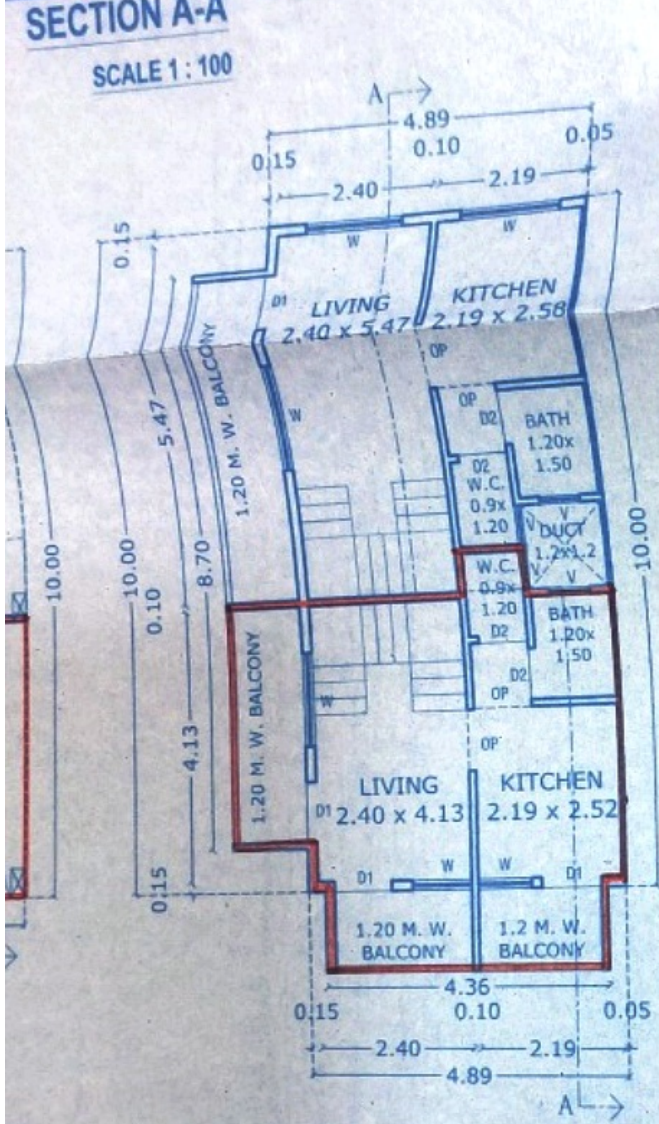 SECTION A-A
SCALE 1 : 100
A
4.89
0.15
0.10
0.05
2.40
2.19
0.15
W
W
D1
LIVING
2.40 x 5.47
KITCHEN
2.19 x 2.58
OP
1.20 M. W. BALCONY
W
5.47
OP
D2
BATH
1.20x
1.50
D2
W.C.
0.9x
1.20
V
DUCT
1.2x1.2
V
V
V
V
10.00
10.00
10.00
0.10
8.70
W.C.
0.9x
1.20
D2
BATH
1.20x
1.50
D2
OP
1.20 M. W. BALCONY
W
4.13
OP
LIVING
D1 2.40 x 4.13
KITCHEN
2.19 x 2.52
0.15
D1
W
W
D1
1.20 M. W.
BALCONY
1.2 M. W.
BALCONY
4.36
0.15
0.10
0.05
2.40
2.19
4.89
A